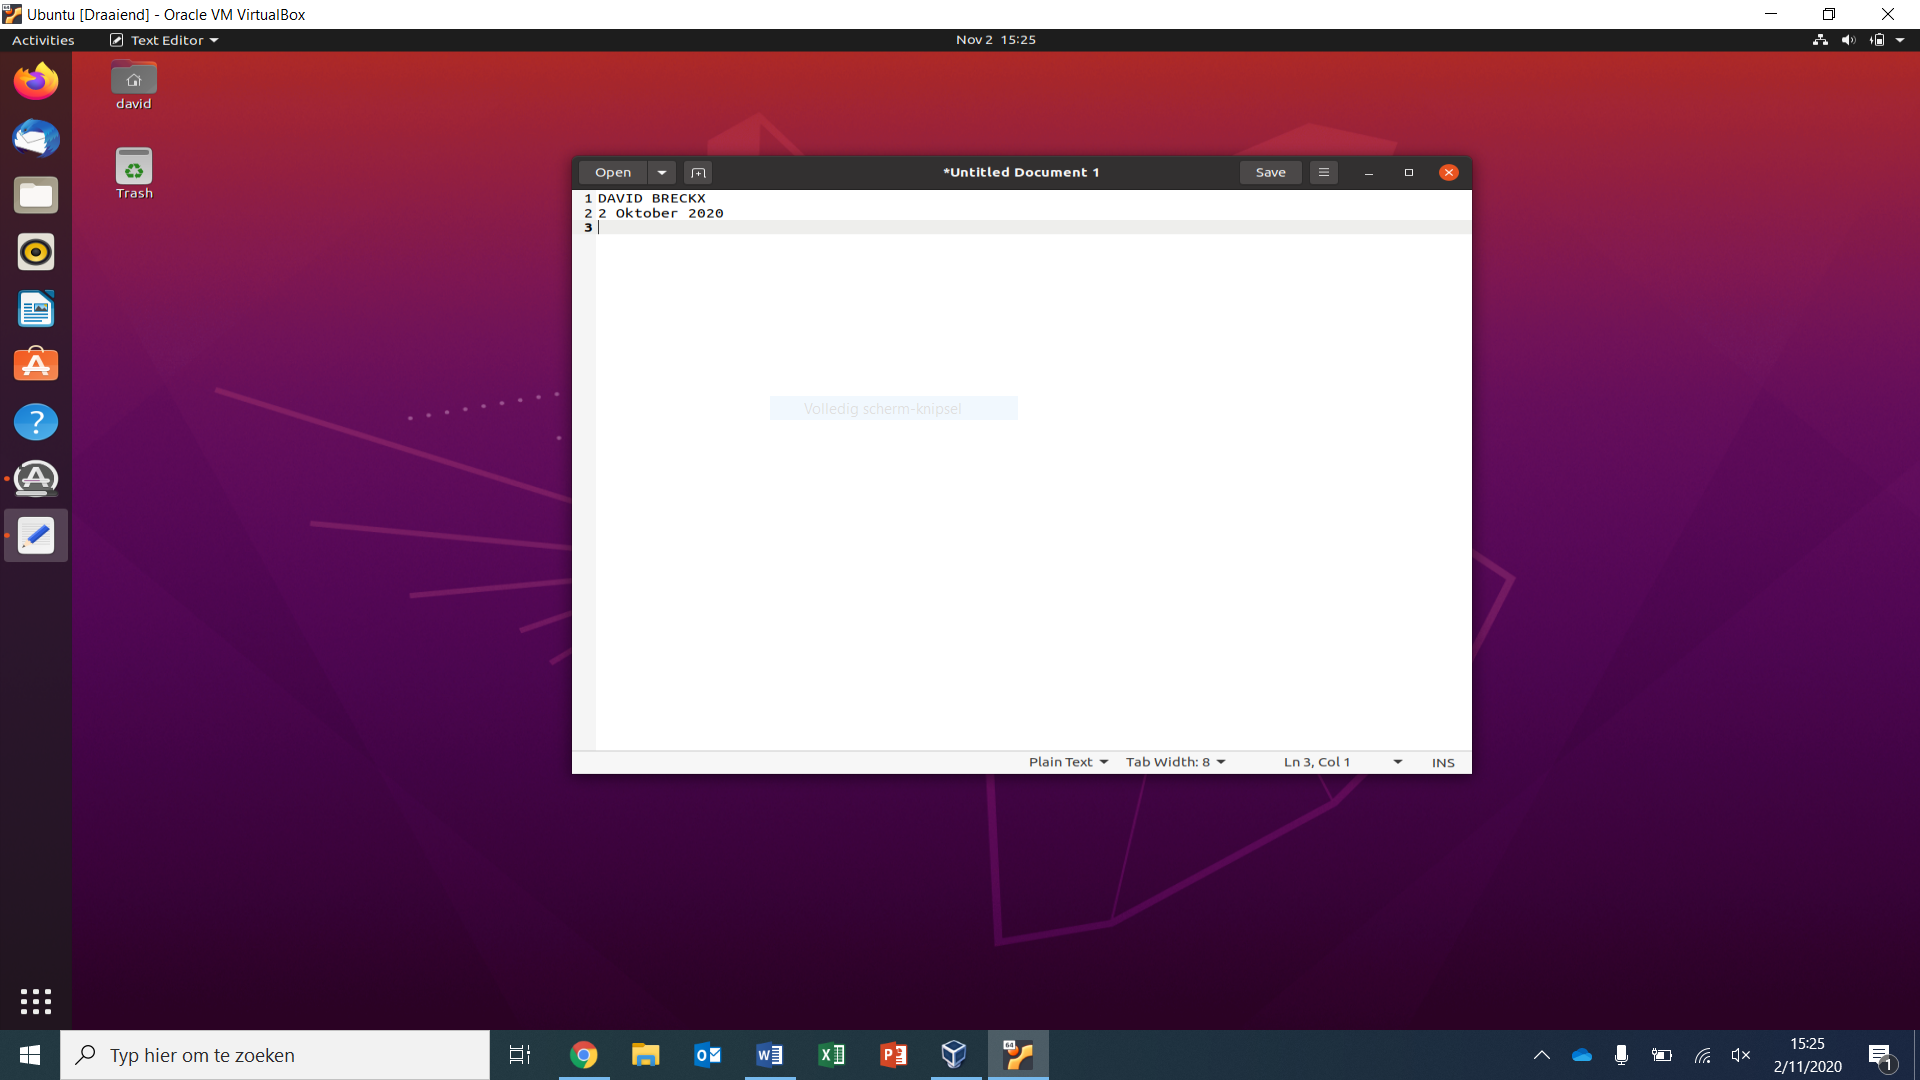 Ubuntu [Draaiend] - Oracle VM VirtualBox
Activities
Text Editor
Nov 2 15:25
david
Trash
Open
*Untitled Document 1
Save
1 DAVID BRECKX
2 2 Oktober 2020
3
Volledig scherm-knipsel
Plain Text
Tab Width: 8
Ln 3, Col 1
INS
Typ hier om te zoeken
64
15:25
2/11/2020
1